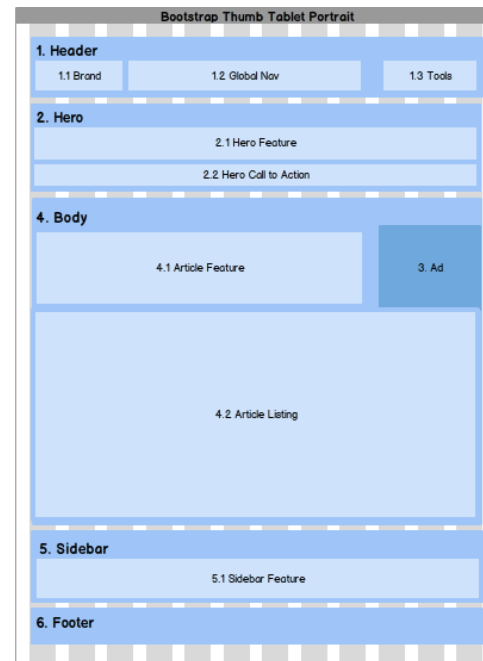 Bootstrap Thumb Tablet Portrait
1. Header
1.1 Brand
1.2 Global Nav
1.3 Tools
2. Hero
2.1 Hero Feature
2.2 Hero Call to Action
4. Body
4.1 Article Feature
3. Ad
4.2 Article Listing
5. Sidebar
5.1 Sidebar Feature
6. Footer